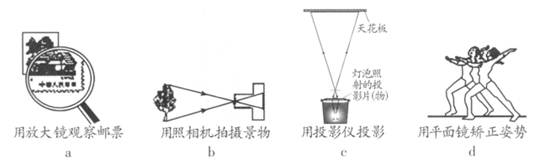 中国人民邮政
天花板
灯泡照
射的投
影片(物)
用放大镜观察邮票
用照相机拍摄景物
用投影仪投影
用平面镜矫正姿势
a
b
c
d